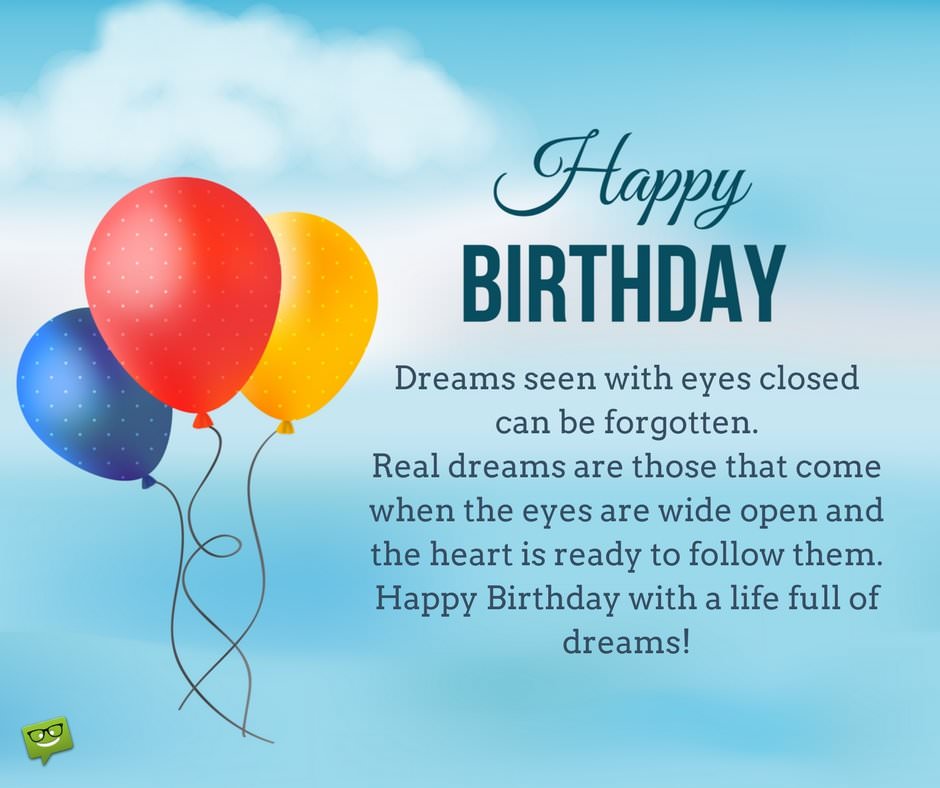 Happy
BIRTHDAY
Dreams seen with eyes closed
can be forgotten.
Real dreams are those that come
when the eyes are wide open and
the heart is ready to follow them.
Happy Birthday with a life full of
dreams!